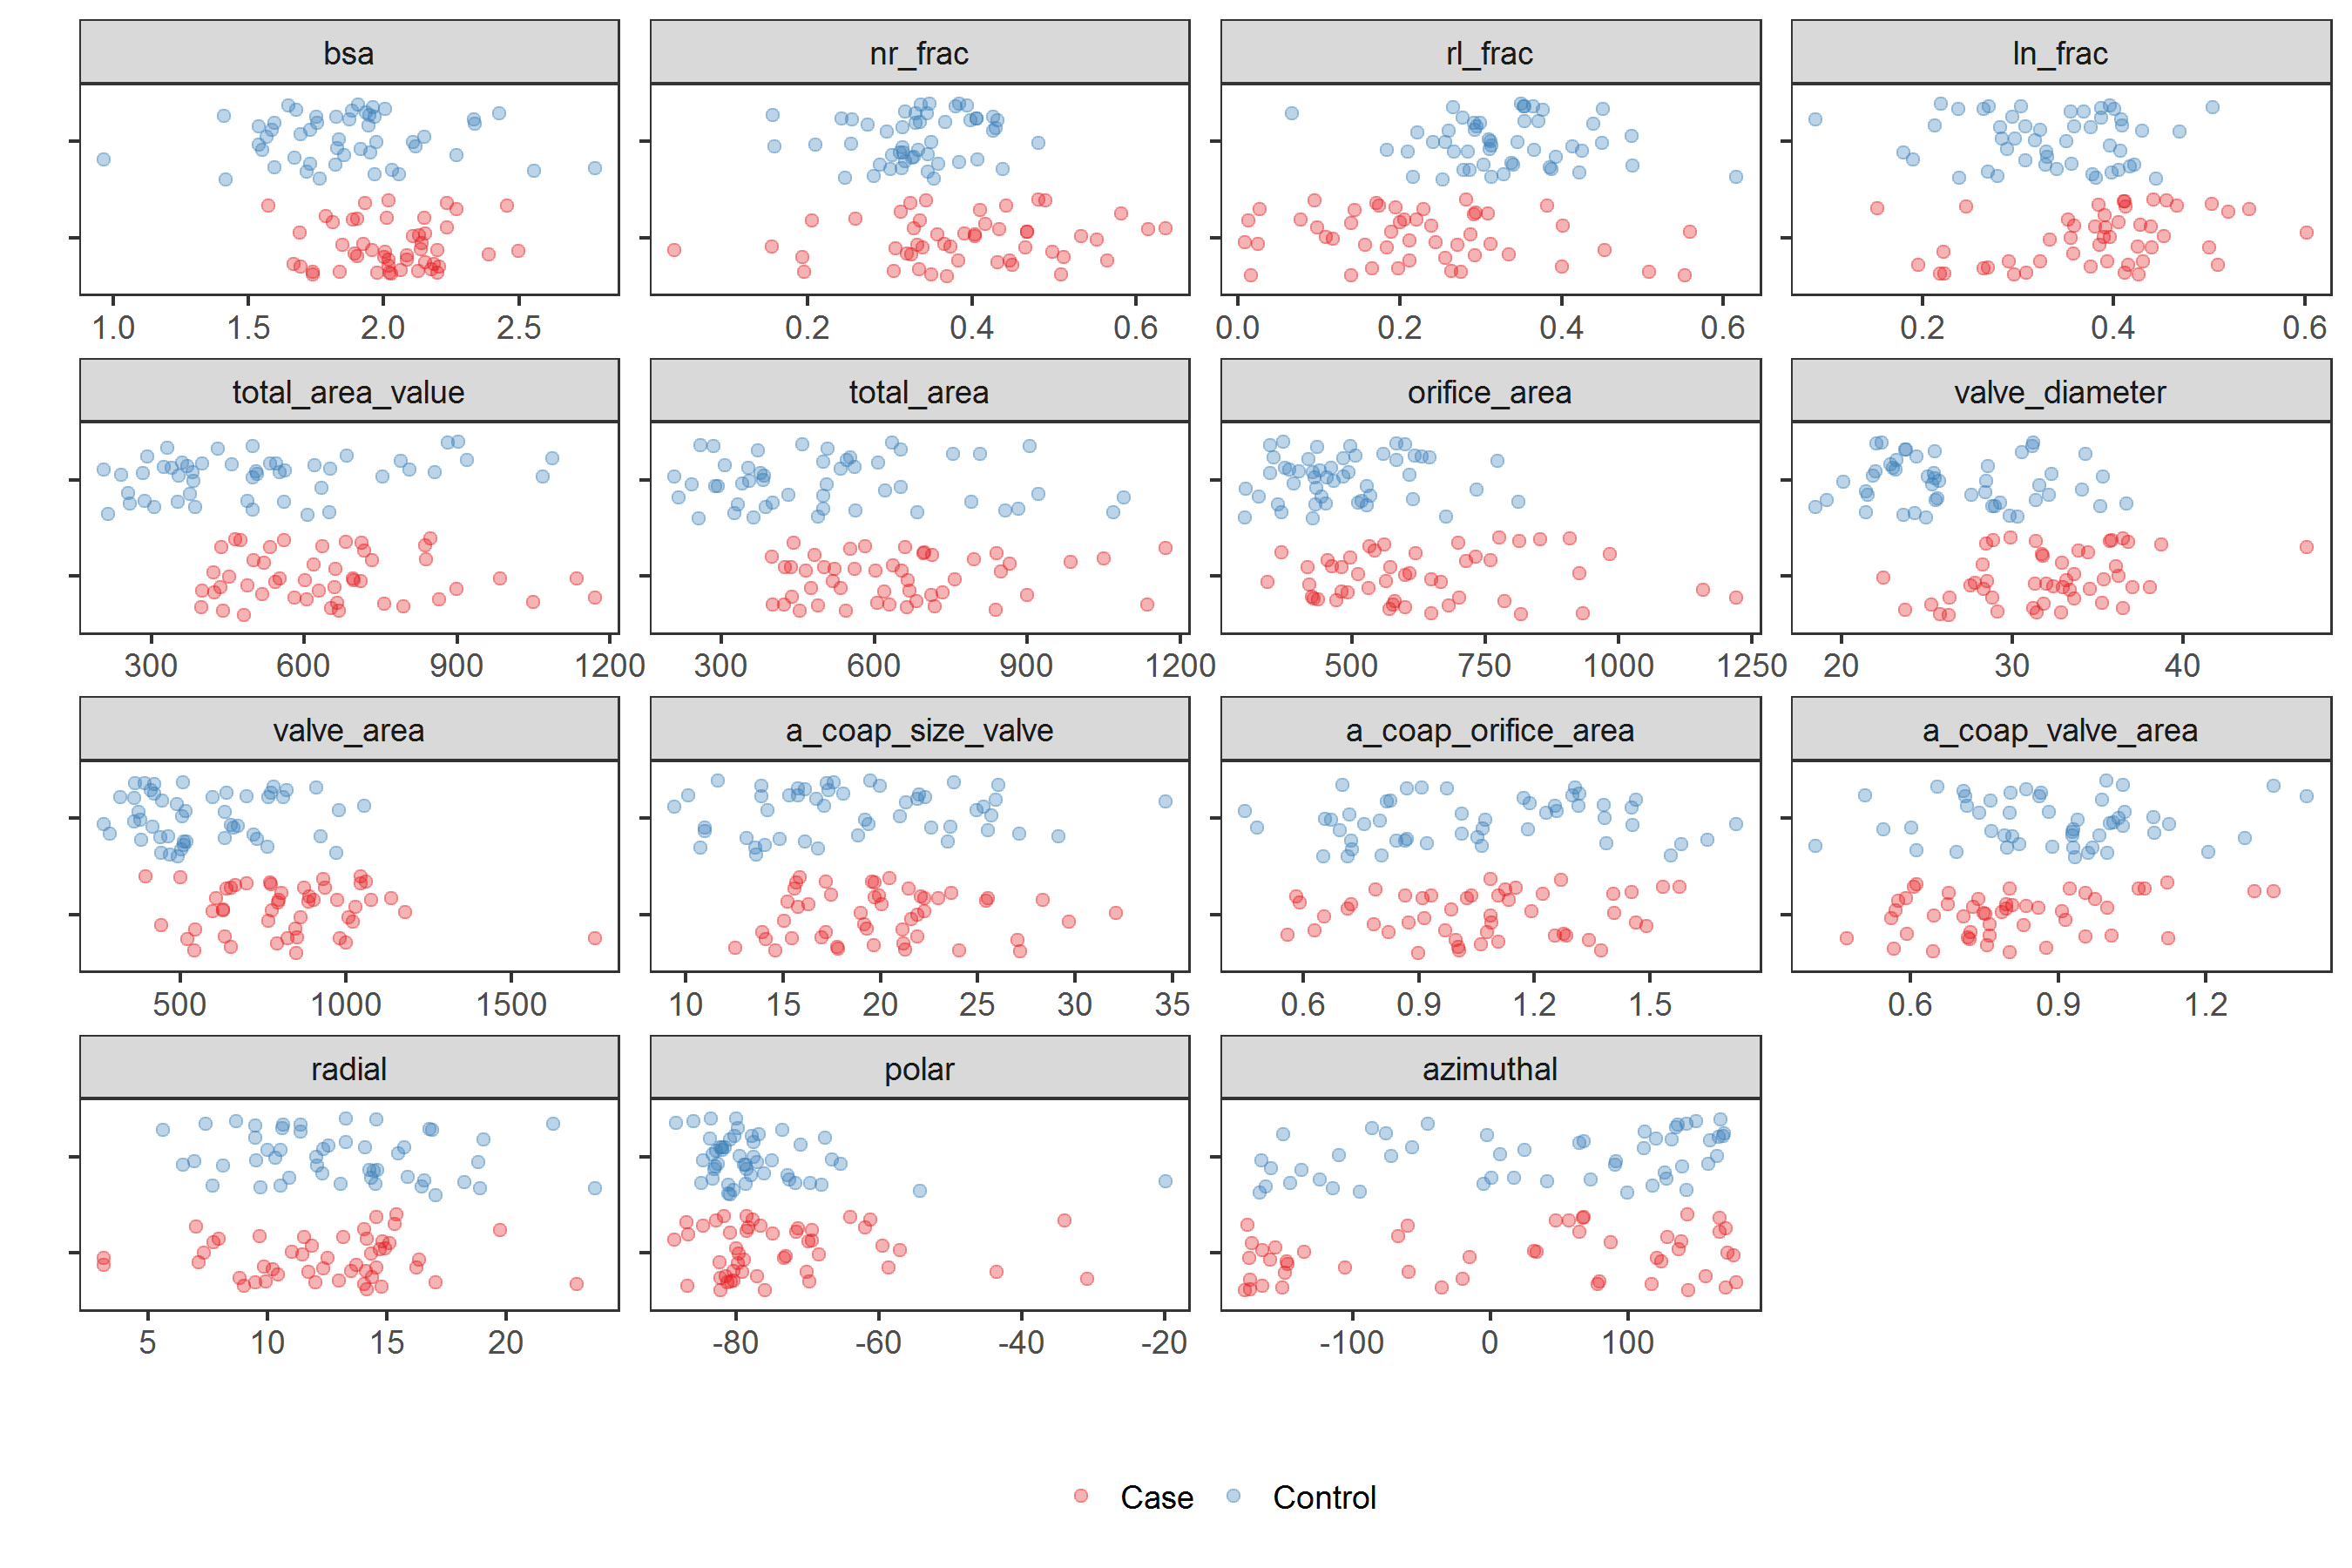 bsa nr_frac rl_frac ln_frac
1.0 1.5 2.0 2.5 0.2 0.4 0.6 0.0 0.2 0.4 0.6 0.2 0.4 0.6
total_area_value total_area orifice_area valve_diameter
300 600 900 1200 300 600 900 1200 500 750 1000 1250 20 30 40
valve_area a_coap_size_valve a_coap_orifice_area a_coap_valve_area
500 1000 1500 10 15 20 25 30 35 0.6 0.9 1.2 1.5 0.6 0.9 1.2
radial polar azimuthal
5 10 15 20 -80 -60 -40 -20 -100 0 100
Case Control